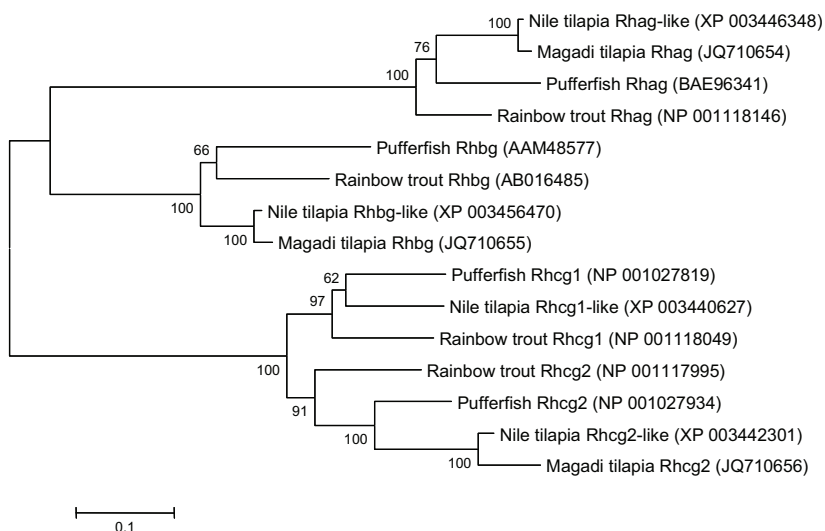 100 Nile tilapia Rhag-like (XP 003446348)
76
Magadi tilapia Rhag (JQ710654)
100
Pufferfish Rhag (BAE96341)
Rainbow trout Rhag (NP 001118146)
66 Pufferfish Rhbg (AAM48577)
Rainbow trout Rhbg (AB016485)
100 Nile tilapia Rhbg-like (XP 003456470)
100 Magadi tilapia Rhbg (JQ710655)
62 Pufferfish Rhcg1 (NP 001027819)
97 Nile tilapia Rhcg1-like (XP 003440627)
Rainbow trout Rhcg1 (NP 001118049)
100 Rainbow trout Rhcg2 (NP 001117995)
91 Pufferfish Rhcg2 (NP 001027934)
100 Nile tilapia Rhcg2-like (XP 003442301)
100 Magadi tilapia Rhcg2 (JQ710656)
0.1